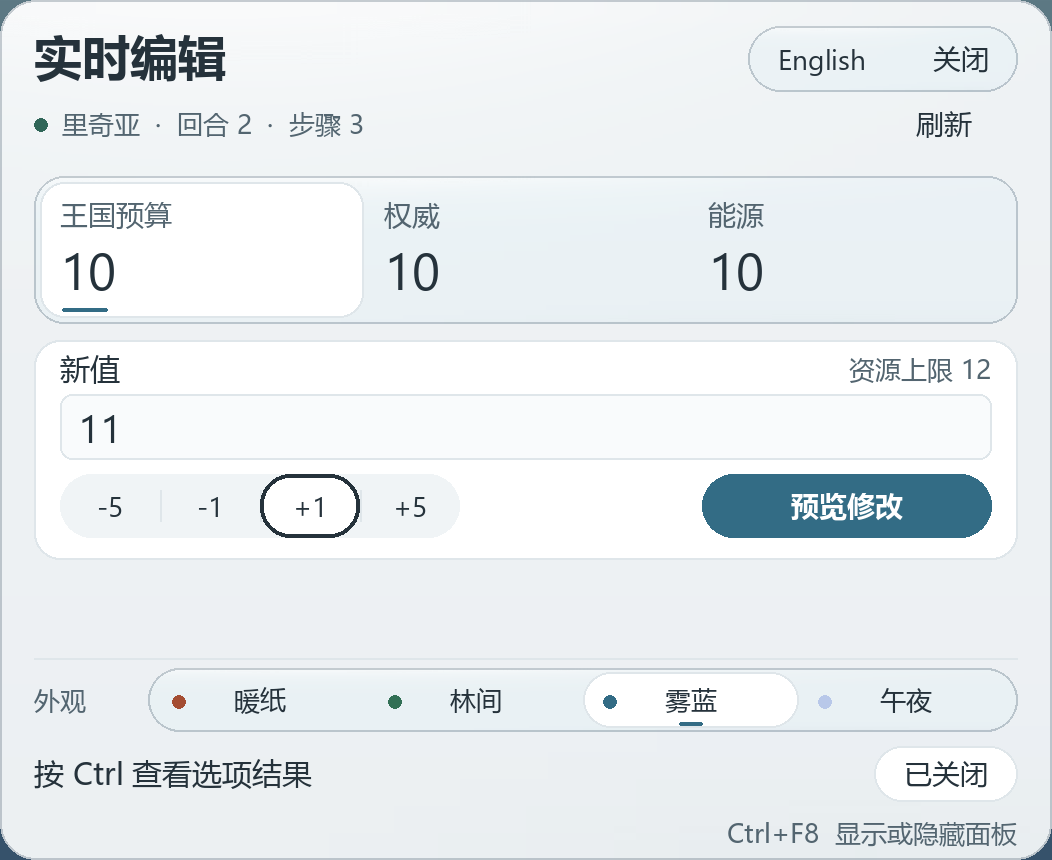 实时编辑
English 关闭
里奇亚 · 回合 2 · 步骤 3
刷新
王国预算 权威 能源
10 10 10
新值 资源上限 12
11
-5 -1 +1 +5 预览修改
外观 暖纸 林间 雾蓝 午夜
按 Ctrl 查看选项结果 已关闭
Ctrl+F8 显示或隐藏面板